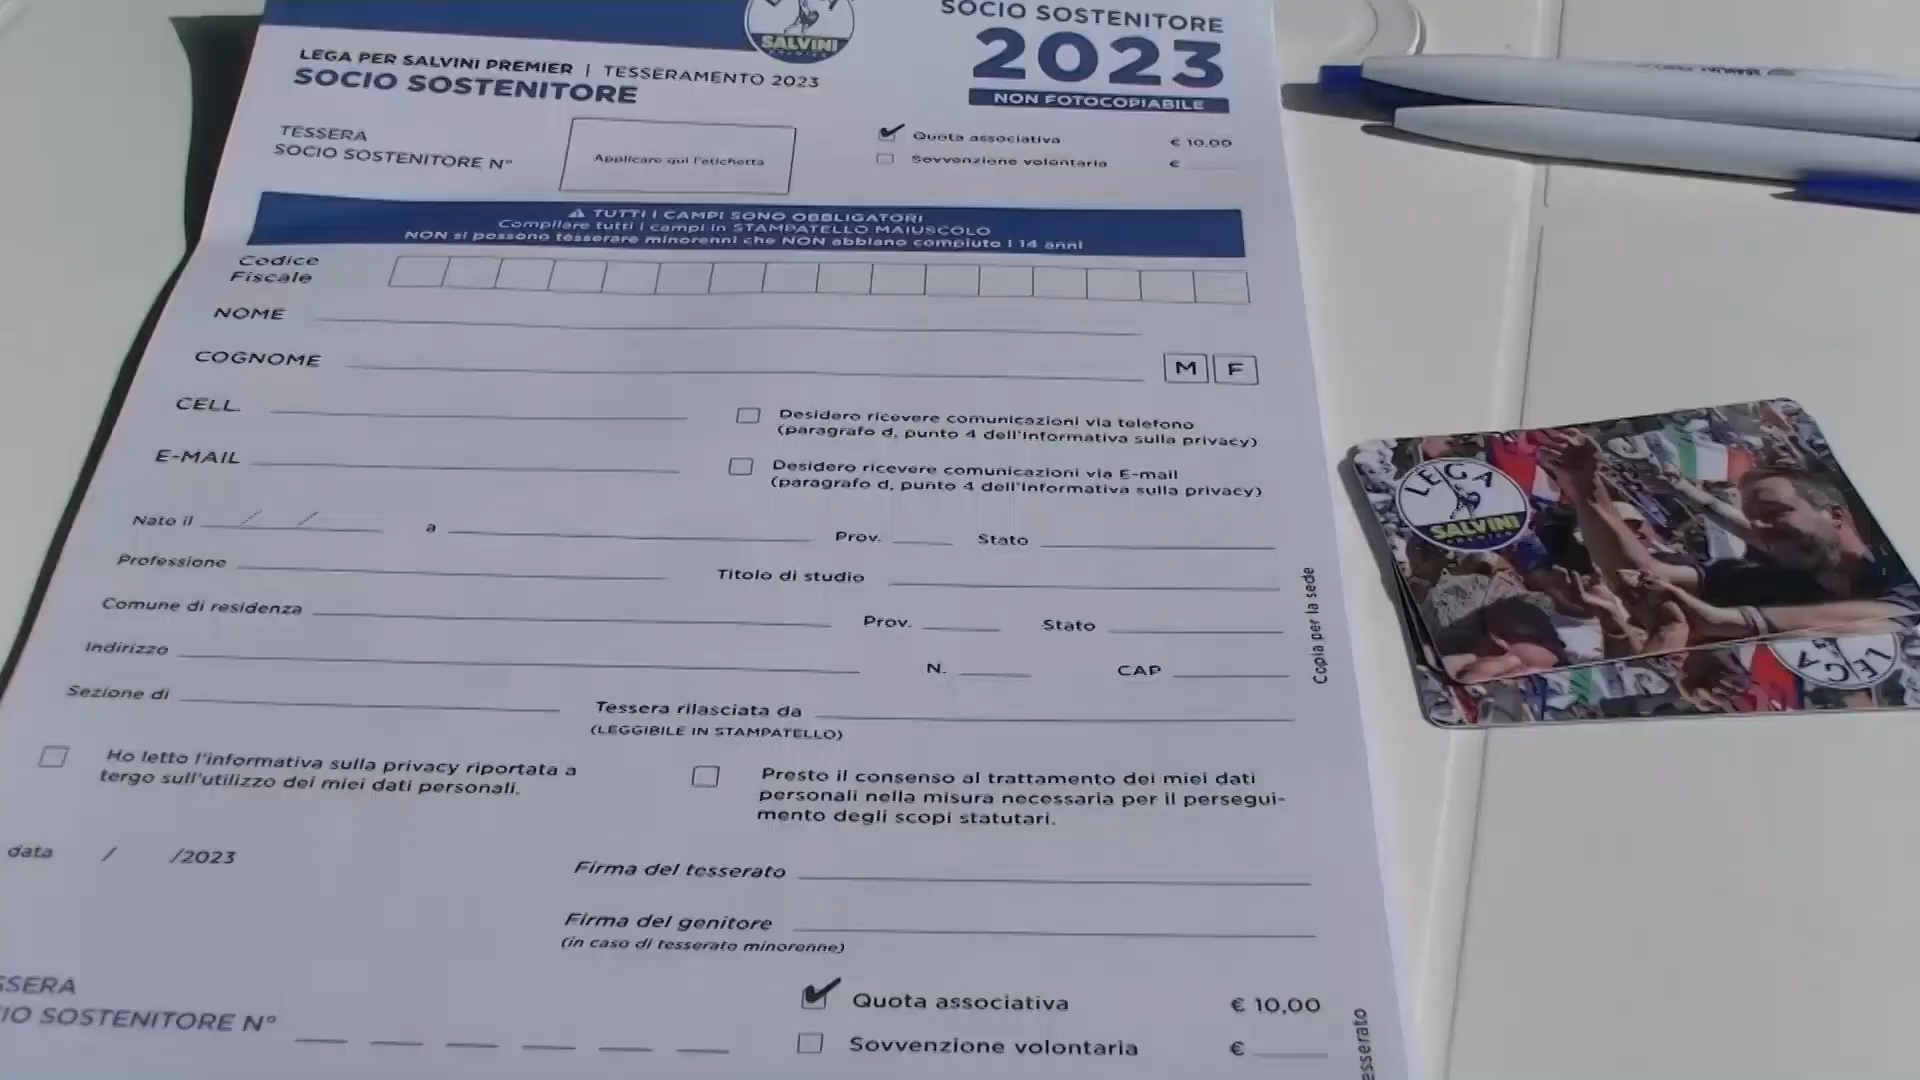 SALVINI
SOCIO SOSTENITORE
2023
NON FOTOCOPIABILE
LEGA PER SALVINI PREMIER | TESSERAMENTO 2023
SOCIO SOSTENITORE
TESSERA
SOCIO SOSTENITORE N°
Applicare qui l'etichetta
Quota associativa € 10,00
Sovvenzione volontaria €
TUTTI I CAMPI SONO OBBLIGATORI
Compilare tutti i campi in STAMPATELLO MAIUSCOLO
NON si possono tesserare minorenni che NON abbiano compiuto i 14 anni
Codice
Fiscale
NOME
COGNOME
M F
CELL.
Desidero ricevere comunicazioni via telefono
(paragrafo d, punto 4 dell'informativa sulla privacy)
E-MAIL
Desidero ricevere comunicazioni via E-mail
(paragrafo d, punto 4 dell'informativa sulla privacy)
Nato il / / a Prov. Stato
Professione Titolo di studio
Comune di residenza Prov. Stato
Indirizzo N. CAP
Sezione di Tessera rilasciata da
(LEGGIBILE IN STAMPATELLO)
Copia per la sede
Ho letto l'informativa sulla privacy riportata a
tergo sull'utilizzo dei miei dati personali.
Presto il consenso al trattamento dei miei dati
personali nella misura necessaria per il persegui-
mento degli scopi statutari.
data / /2023
Firma del tesserato
Firma del genitore
(in caso di tesserato minorenne)
SSERA
IO SOSTENITORE N°
Quota associativa € 10,00
Sovvenzione volontaria €
esserato
LEGA
SALVINI
PREMIER
LEGA